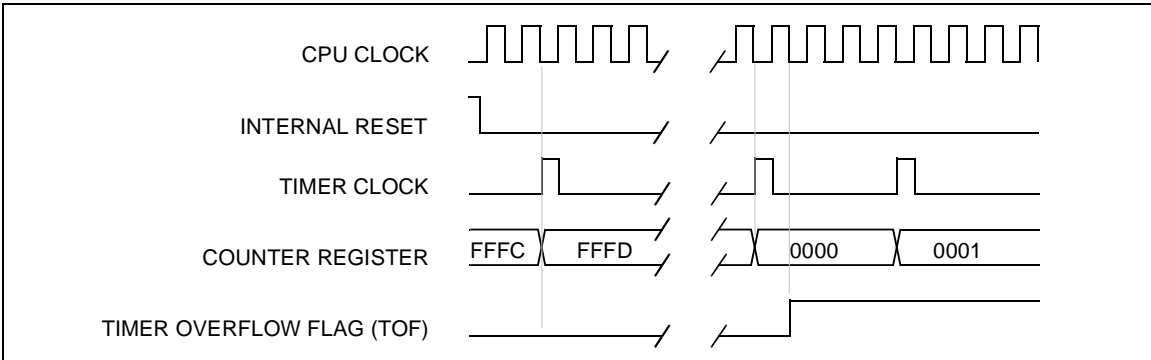 CPU CLOCK
INTERNAL RESET
TIMER CLOCK
COUNTER REGISTER FFFC FFFD 0000 0001
TIMER OVERFLOW FLAG (TOF)